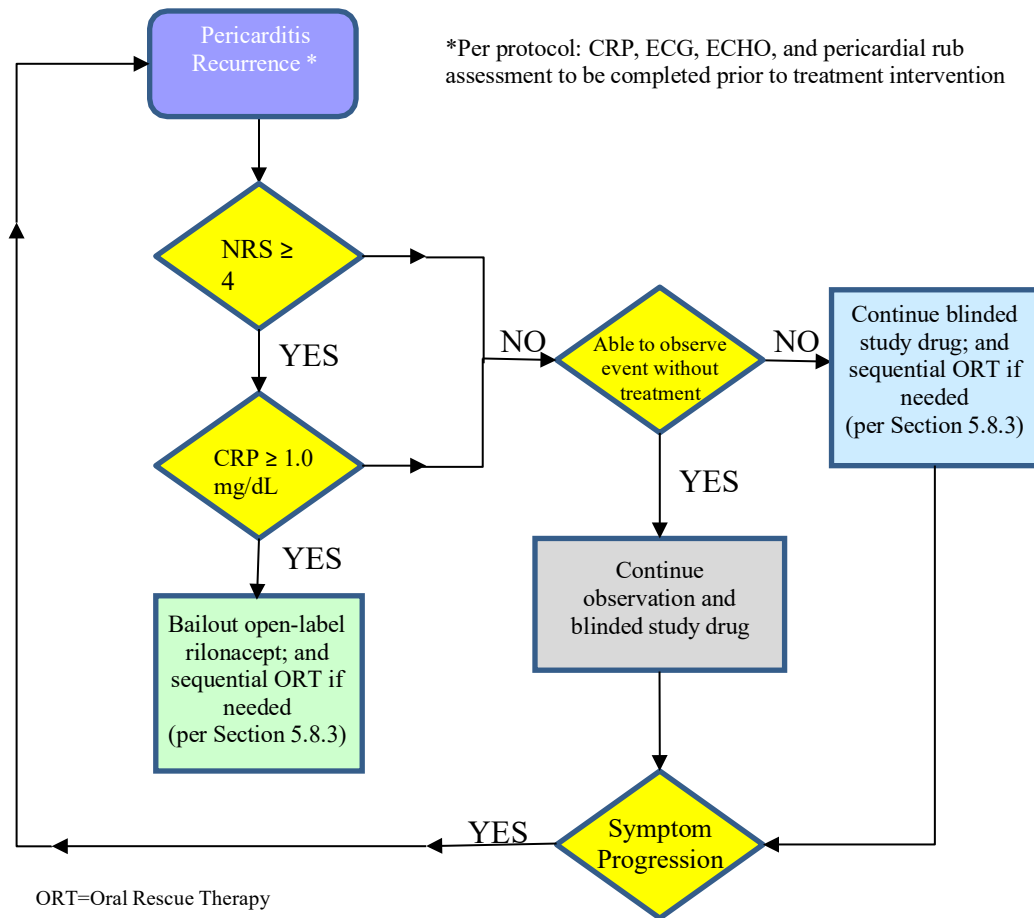 Pericarditis
Recurrence *
*Per protocol: CRP, ECG, ECHO, and pericardial rub
assessment to be completed prior to treatment intervention
NRS ≥
4
YES
NO
Able to observe
event without
treatment
NO
Continue blinded
study drug; and
sequential ORT if
needed
(per Section 5.8.3)
CRP ≥ 1.0
mg/dL
YES
YES
Bailout open-label
rilonacept; and
sequential ORT if
needed
(per Section 5.8.3)
Continue
observation and
blinded study drug
YES
Symptom
Progression
ORT=Oral Rescue Therapy